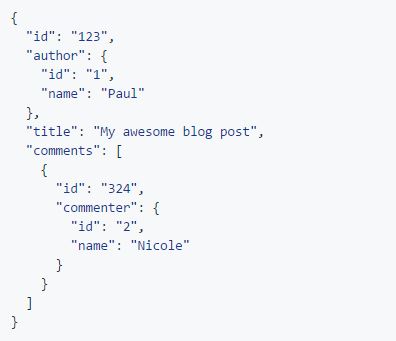 {
  "id": "123",
  "author": {
    "id": "1",
    "name": "Paul"
  },
  "title": "My awesome blog post",
  "comments": [
    {
      "id": "324",
      "commenter": {
        "id": "2",
        "name": "Nicole"
      }
    }
  ]
}